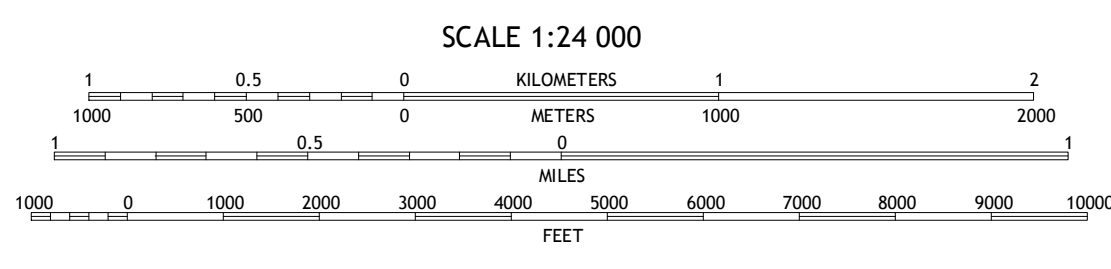 SCALE 1:24 000
1 0.5 0 KILOMETERS 1 2
1000 500 0 METERS 1000 2000
1 0.5 0 1
MILES
1000 0 1000 2000 3000 4000 5000 6000 7000 8000 9000 10000
FEET